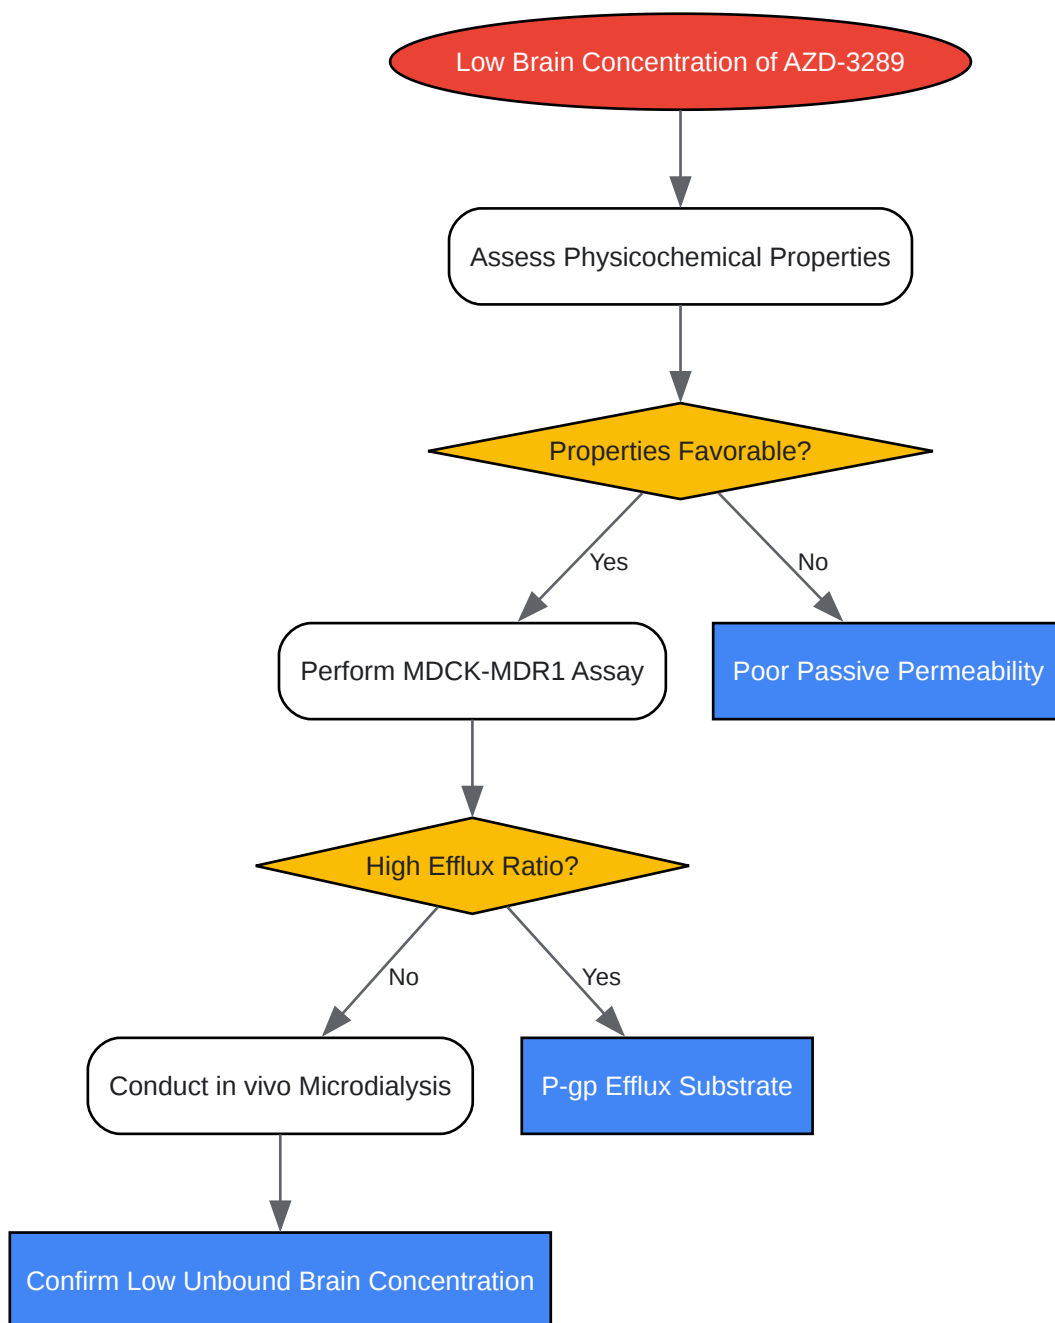 Low Brain Concentration of AZD-3289
Assess Physicochemical Properties
Properties Favorable?
Yes
No
Perform MDCK-MDR1 Assay
Poor Passive Permeability
High Efflux Ratio?
No
Yes
Conduct in vivo Microdialysis
P-gp Efflux Substrate
Confirm Low Unbound Brain Concentration